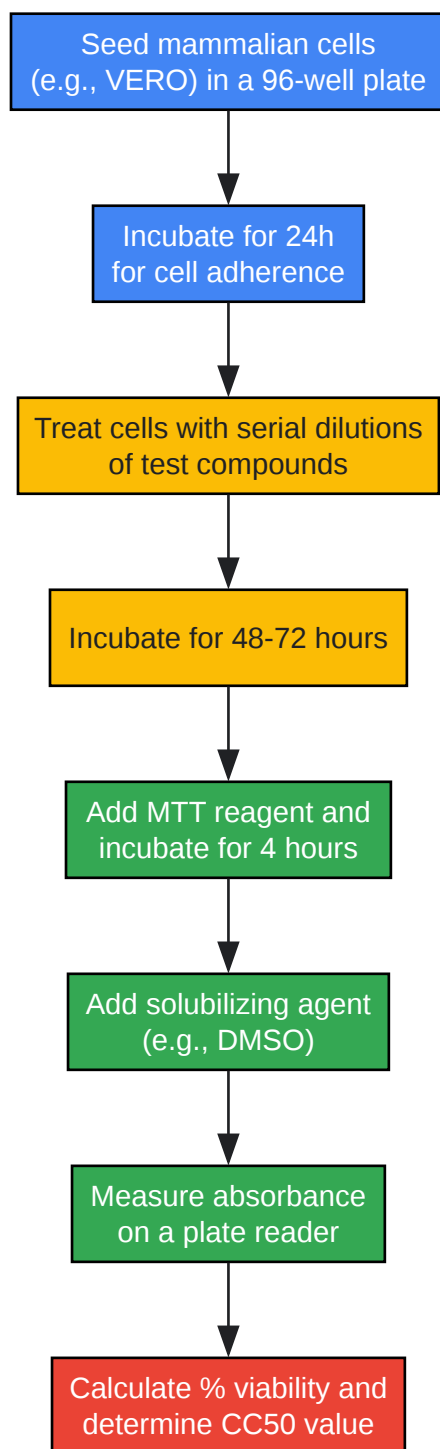 Seed mammalian cells
(e.g., VERO) in a 96-well plate
Incubate for 24h
for cell adherence
Treat cells with serial dilutions
of test compounds
Incubate for 48-72 hours
Add MTT reagent and
incubate for 4 hours
Add solubilizing agent
(e.g., DMSO)
Measure absorbance
on a plate reader
Calculate % viability and
determine CC50 value